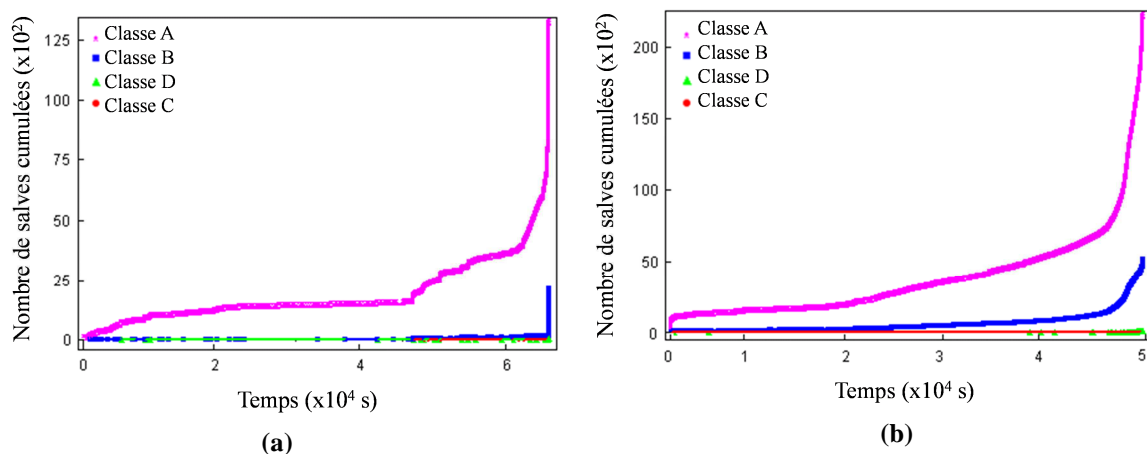 Nombre de salves cumulées (x10²)
125
100
75
50
25
0
Classe A
Classe B
Classe D
Classe C
0 2 4 6
Temps (x10⁴ s)
(a)
Nombre de salves cumulées (x10²)
200
150
100
50
0
Classe A
Classe B
Classe D
Classe C
0 1 2 3 4 5
Temps (x10⁴ s)
(b)